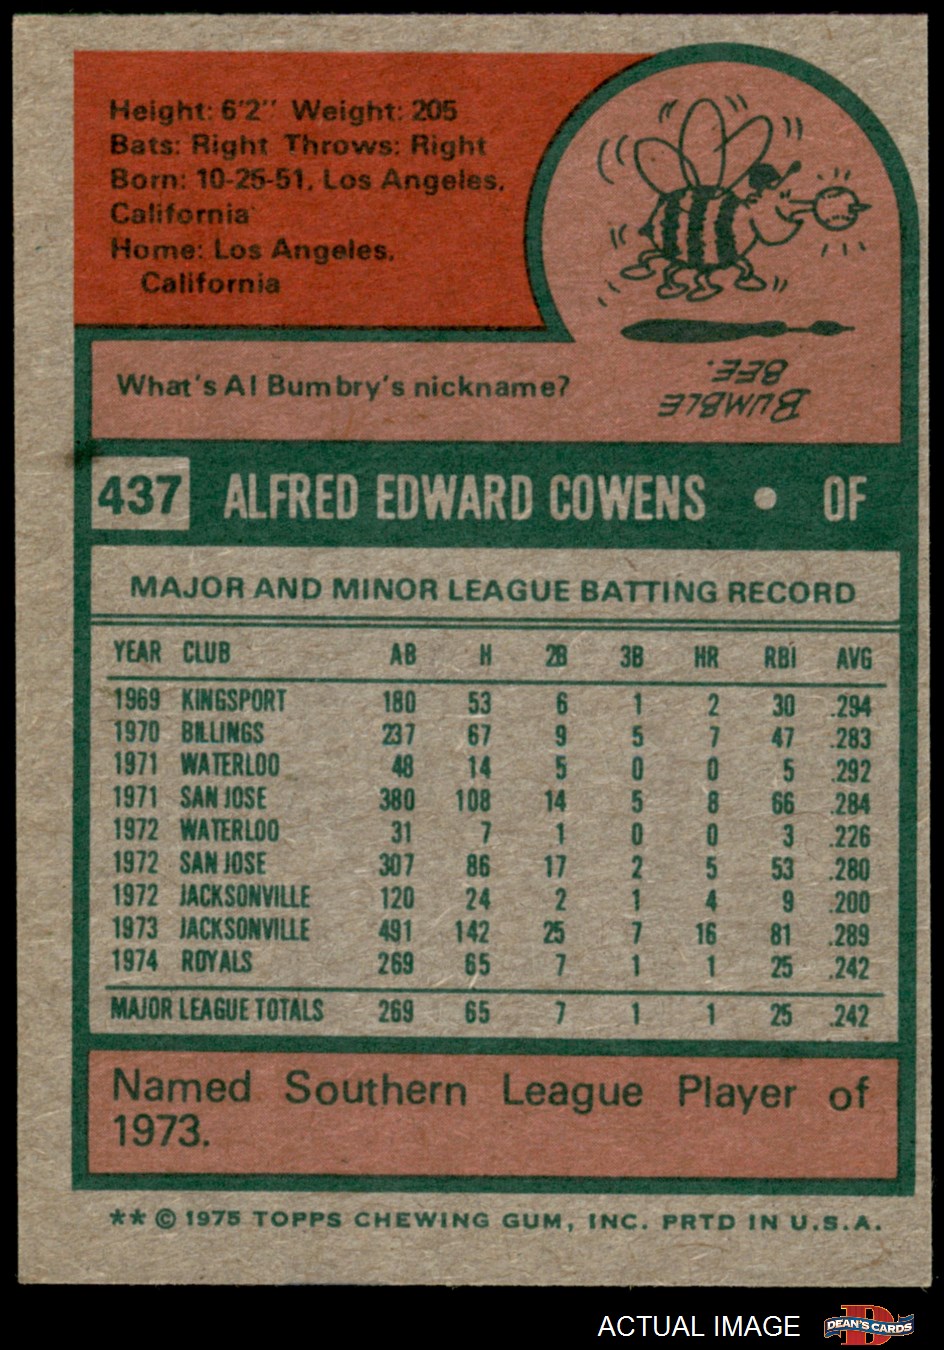 Height: 6'2" Weight: 205
Bats: Right Throws: Right
Born: 10-25-51, Los Angeles,
California
Home: Los Angeles,
California
What's Al Bumbry's nickname?
BUMBLE
BEE.
437 ALFRED EDWARD COWENS • OF
MAJOR AND MINOR LEAGUE BATTING RECORD
YEAR CLUB AB H 2B 3B HR RBI AVG
1969 KINGSPORT 180 53 6 1 2 30 .294
1970 BILLINGS 237 67 9 5 7 47 .283
1971 WATERLOO 48 14 5 0 0 5 .292
1971 SAN JOSE 380 108 14 5 8 66 .284
1972 WATERLOO 31 7 1 0 0 3 .226
1972 SAN JOSE 307 86 17 2 5 53 .280
1972 JACKSONVILLE 120 24 2 1 4 9 .200
1973 JACKSONVILLE 491 142 25 7 16 81 .289
1974 ROYALS 269 65 7 1 1 25 .242
MAJOR LEAGUE TOTALS 269 65 7 1 1 25 .242
Named Southern League Player of
1973.
** © 1975 TOPPS CHEWING GUM, INC. PRTD IN U.S.A.
ACTUAL IMAGE
D
DEAN'S CARDS